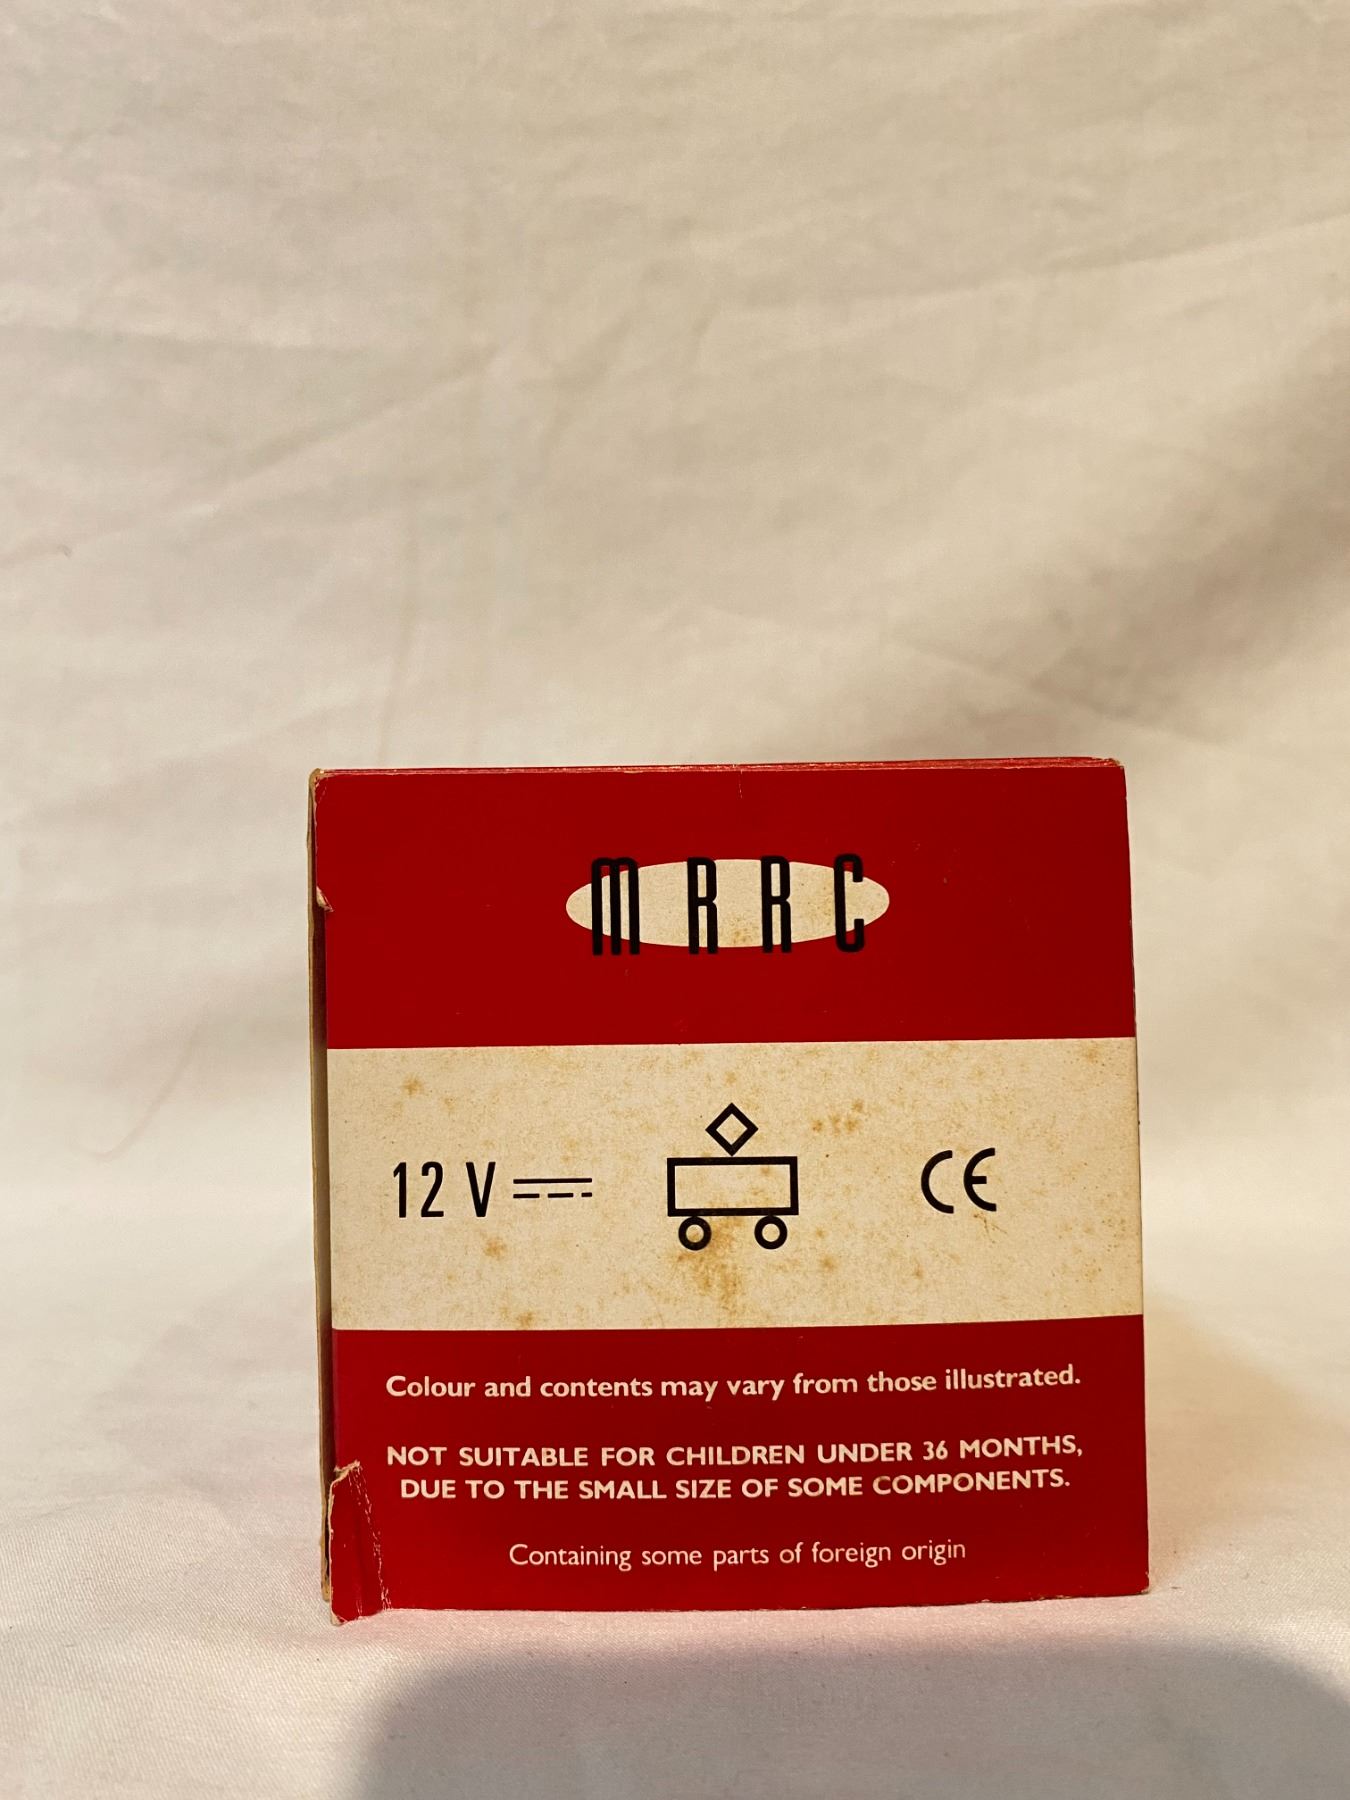 MRRC
12 V ⎓ CE
Colour and contents may vary from those illustrated.
NOT SUITABLE FOR CHILDREN UNDER 36 MONTHS,
DUE TO THE SMALL SIZE OF SOME COMPONENTS.
Containing some parts of foreign origin